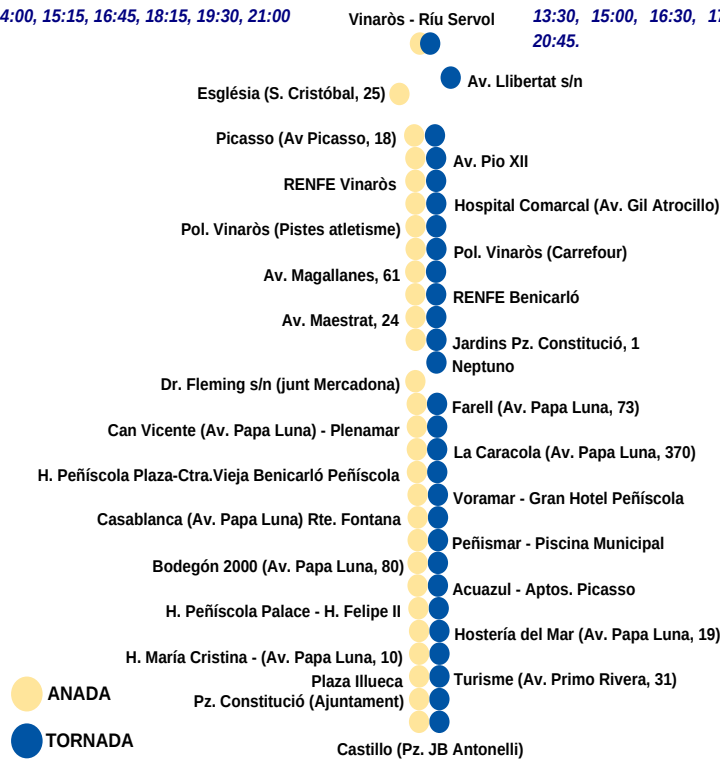 4:00, 15:15, 16:45, 18:15, 19:30, 21:00
13:30, 15:00, 16:30,
20:45.
Vinaròs - Ríu Servol
Av. Llibertat s/n
Església (S. Cristóbal, 25)
Picasso (Av Picasso, 18)
Av. Pio XII
RENFE Vinaròs
Hospital Comarcal (Av. Gil Atrocillo)
Pol. Vinaròs (Pistes atletisme)
Pol. Vinaròs (Carrefour)
Av. Magallanes, 61
RENFE Benicarló
Av. Maestrat, 24
Jardins Pz. Constitució, 1
Neptuno
Dr. Fleming s/n (junt Mercadona)
Farell (Av. Papa Luna, 73)
Can Vicente (Av. Papa Luna) - Plenamar
La Caracola (Av. Papa Luna, 370)
H. Peñíscola Plaza-Ctra.Vieja Benicarló Peñíscola
Voramar - Gran Hotel Peñíscola
Casablanca (Av. Papa Luna) Rte. Fontana
Peñismar - Piscina Municipal
Bodegón 2000 (Av. Papa Luna, 80)
Acuazul - Aptos. Picasso
H. Peñíscola Palace - H. Felipe II
Hostería del Mar (Av. Papa Luna, 19)
H. María Cristina - (Av. Papa Luna, 10)
Plaza Illueca
Turisme (Av. Primo Rivera, 31)
Pz. Constitució (Ajuntament)
ANADA
TORNADA
Castillo (Pz. JB Antonelli)